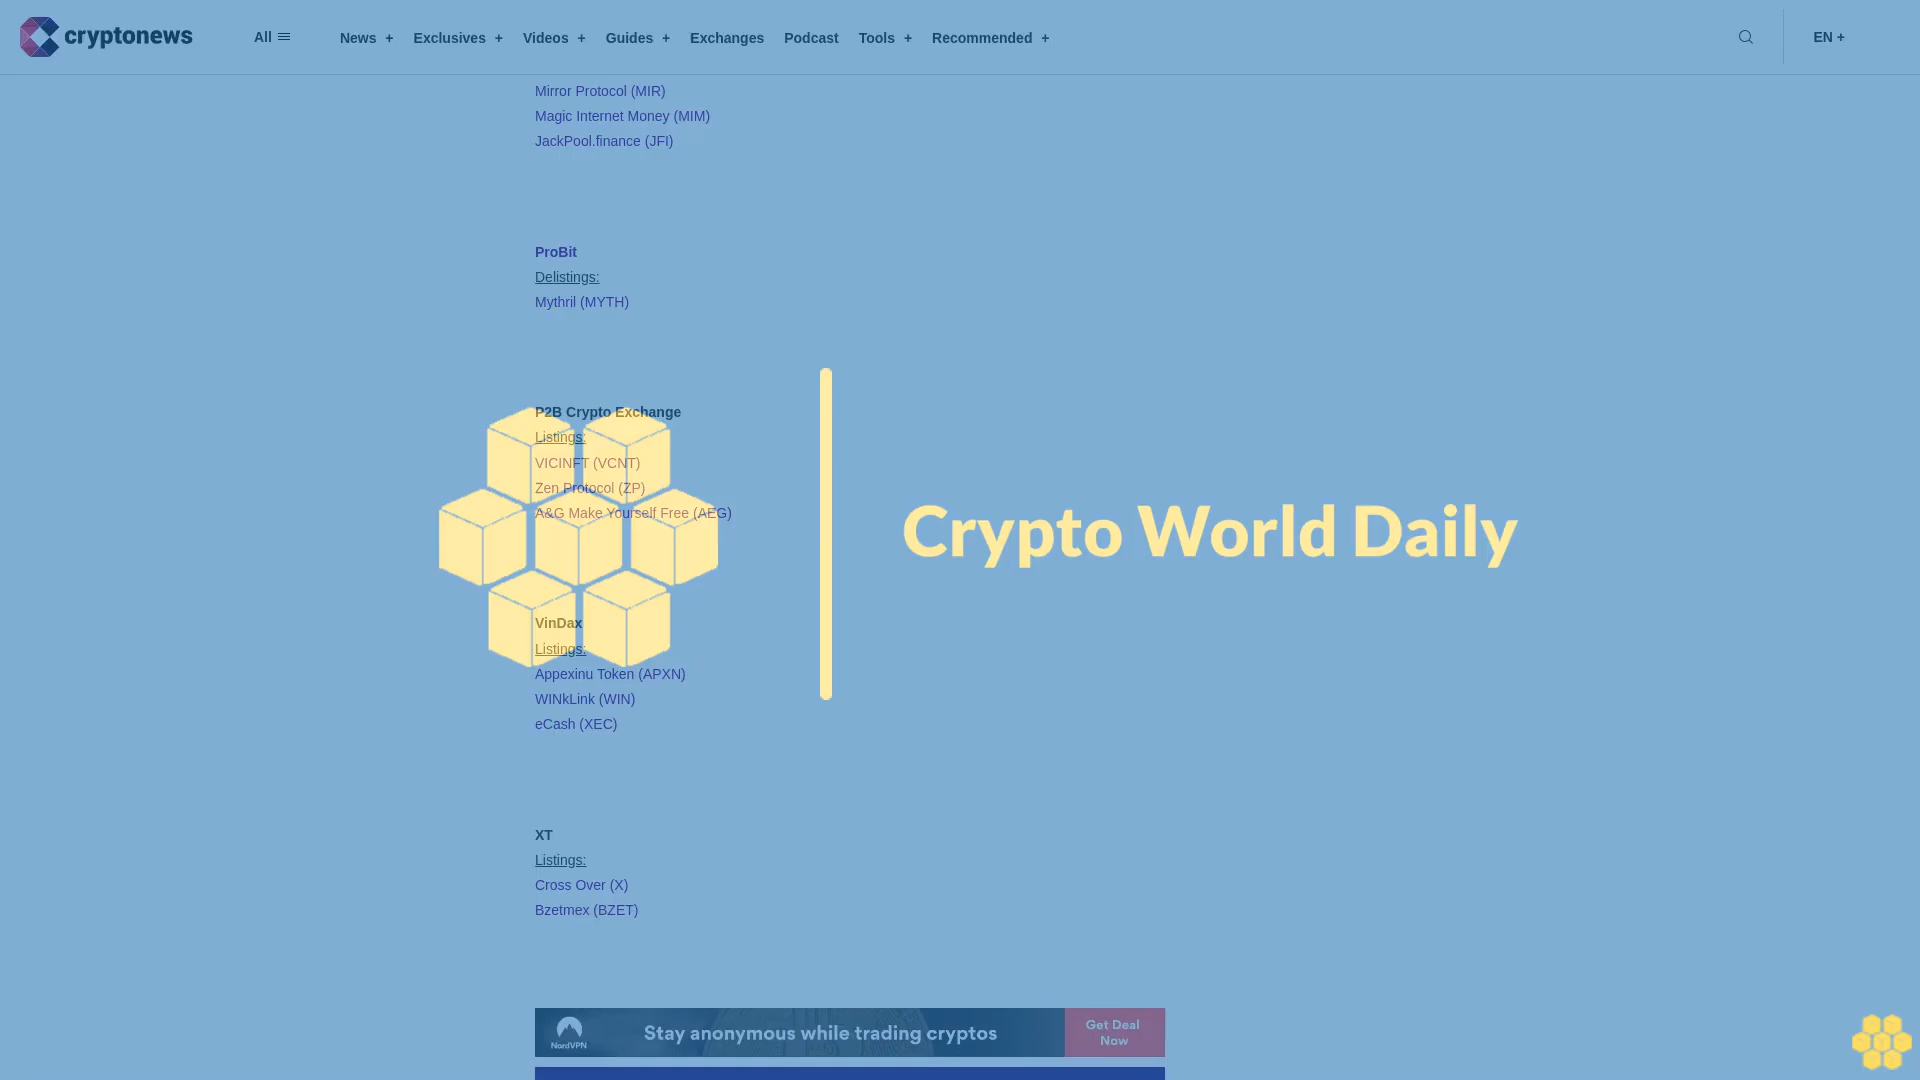 cryptonews All News + Exclusives + Videos + Guides + Exchanges Podcast Tools + Recommended + EN +
Mirror Protocol (MIR)
Magic Internet Money (MIM)
JackPool.finance (JFI)
ProBit
Delistings:
Mythril (MYTH)
P2B Crypto Exchange
Listings:
VICINFT (VCNT)
Zen Protocol (ZP)
A&G Make Yourself Free (AEG)
Crypto World Daily
VinDax
Listings:
Appexinu Token (APXN)
WINkLink (WIN)
eCash (XEC)
XT
Listings:
Cross Over (X)
Bzetmex (BZET)
NordVPN
Stay anonymous while trading cryptos
Get Deal
Now